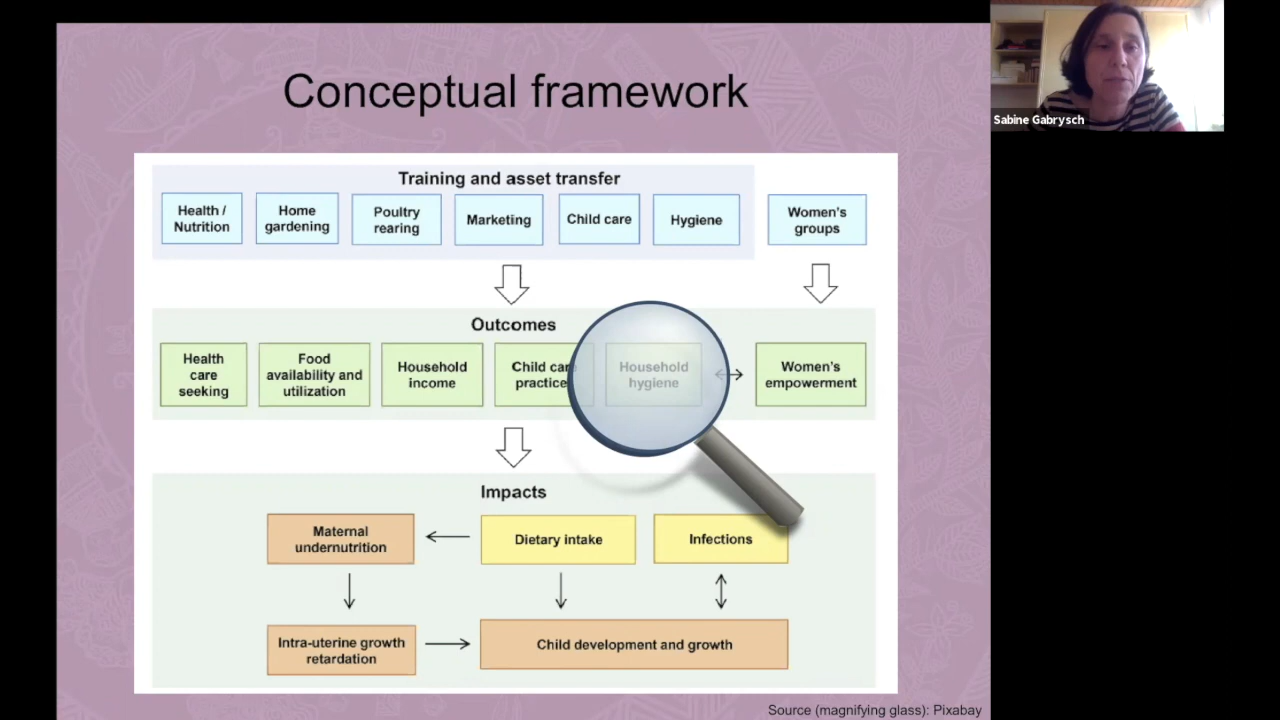 Conceptual framework
Sabine Gabrysch
Training and asset transfer
Health /
Nutrition
Home
gardening
Poultry
rearing
Marketing
Child care
Hygiene
Women's
groups
Outcomes
Health
care
seeking
Food
availability and
utilization
Household
income
Child care
practice
Household
hygiene
Women's
empowerment
Impacts
Maternal
undernutrition
Dietary intake
Infections
Intra-uterine growth
retardation
Child development and growth
Source (magnifying glass): Pixabay